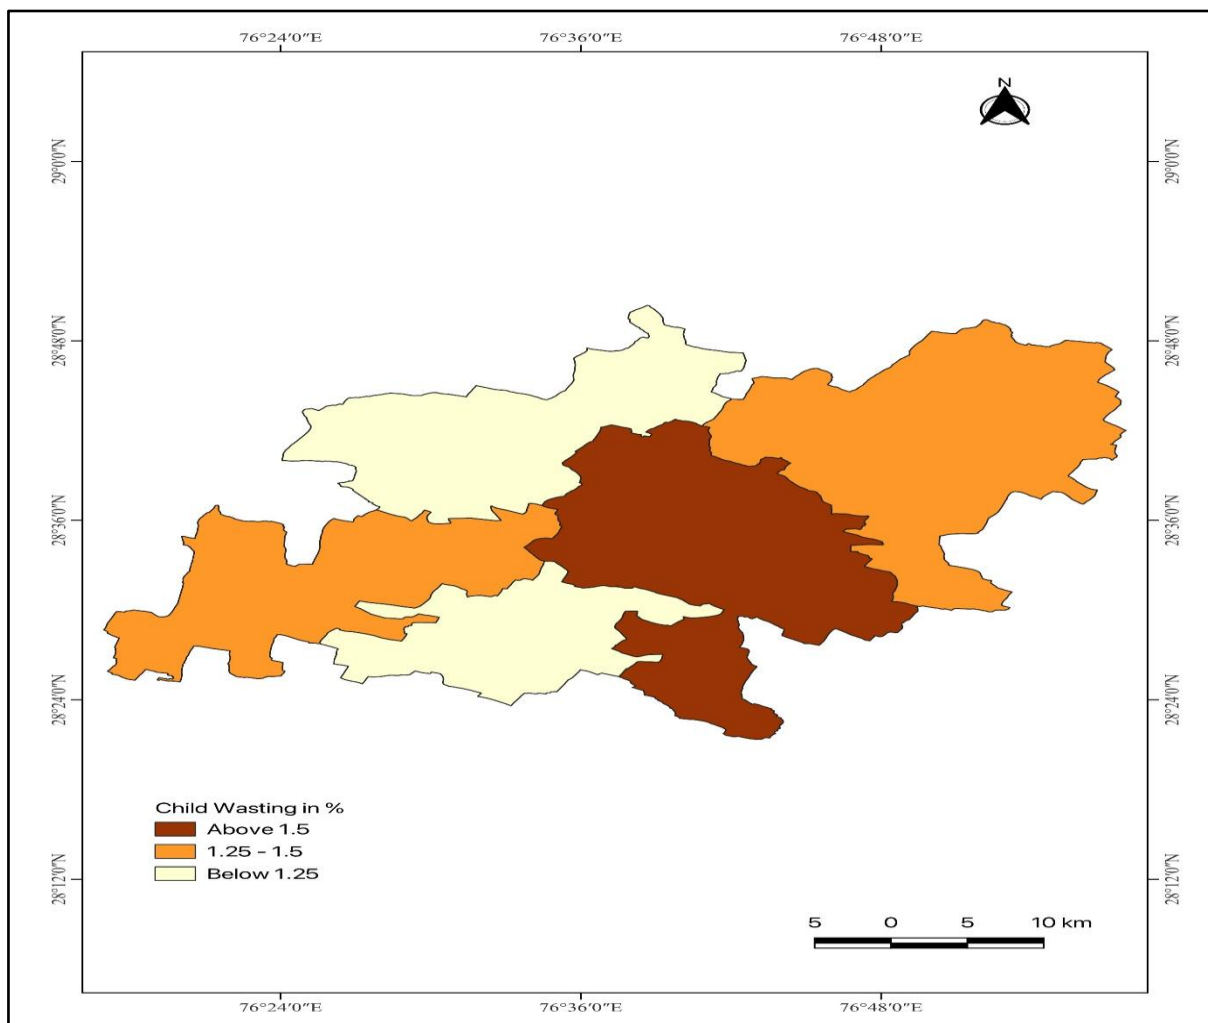 76°24′0″E 76°36′0″E 76°48′0″E
N
29°0′0″N 29°0′0″N
28°48′0″N 28°48′0″N
28°36′0″N 28°36′0″N
28°24′0″N 28°24′0″N
Child Wasting in %
Above 1.5
1.25 - 1.5
Below 1.25
28°12′0″N 28°12′0″N
5 0 5 10 km
76°24′0″E 76°36′0″E 76°48′0″E